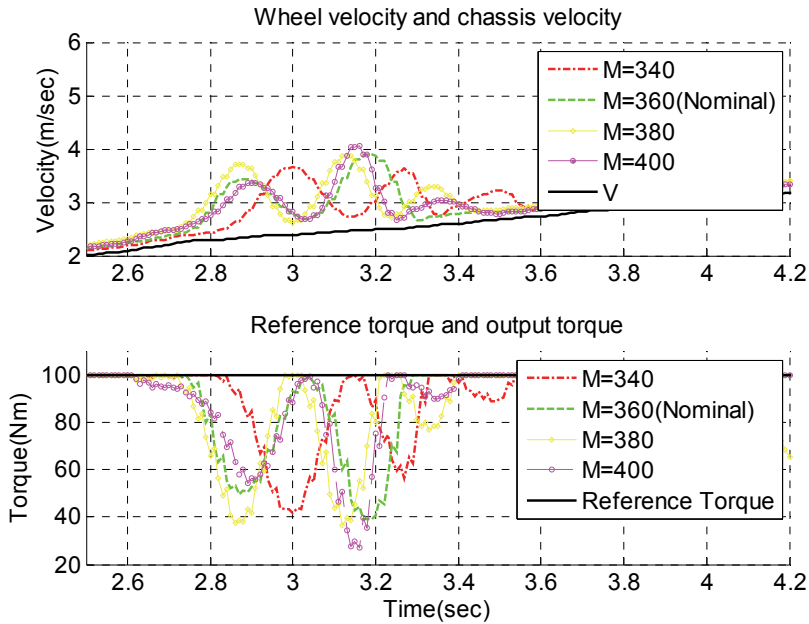 Wheel velocity and chassis velocity
Velocity(m/sec)
6
5
4
3
2
2.6 2.8 3 3.2 3.4 3.6 3.8 4 4.2
M=340
M=360(Nominal)
M=380
M=400
V
Reference torque and output torque
Torque(Nm)
100
80
60
40
20
2.6 2.8 3 3.2 3.4 3.6 3.8 4 4.2
M=340
M=360(Nominal)
M=380
M=400
Reference Torque
Time(sec)